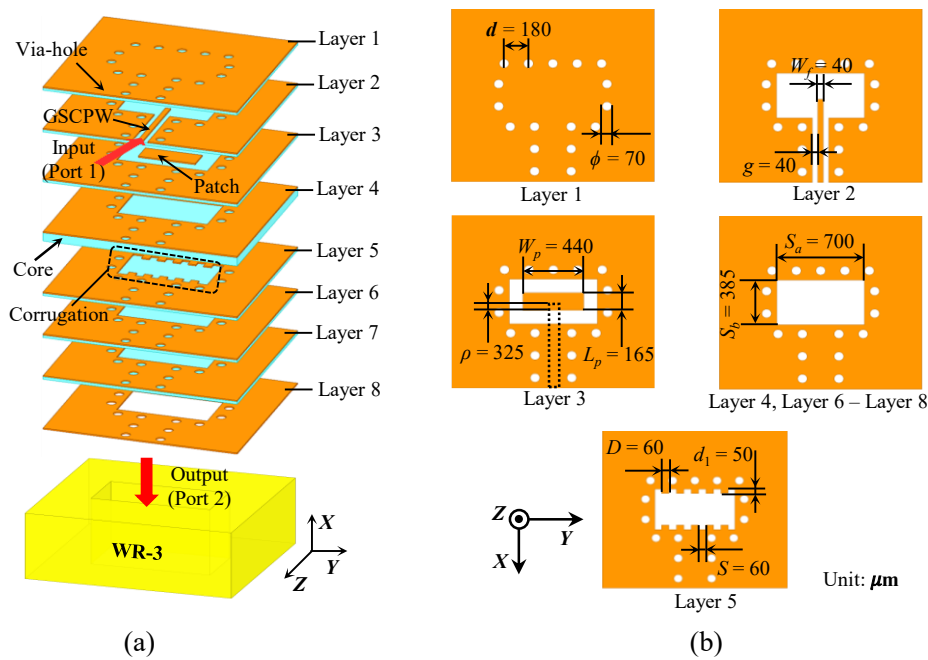 Layer 1
Via-hole
Layer 2
GSCPW
Layer 3
Input
(Port 1)
Patch
Layer 4
Core
Layer 5
Corrugation
Layer 6
Layer 7
Layer 8
Output
(Port 2)
WR-3
X
Y
Z
(a)
d = 180
ϕ = 70
Layer 1
W_f = 40
g = 40
Layer 2
W_p = 440
ρ = 325
L_p = 165
Layer 3
S_a = 700
S_b = 385
Layer 4, Layer 6 – Layer 8
D = 60
d_1 = 50
S = 60
Layer 5
Z
Y
X
Unit: μm
(b)